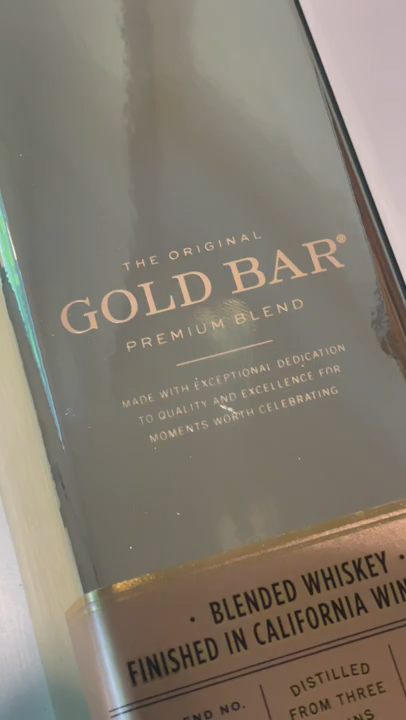 THE ORIGINAL
GOLD BAR®
PREMIUM BLEND
MADE WITH EXCEPTIONAL DEDICATION
TO QUALITY AND EXCELLENCE FOR
MOMENTS WORTH CELEBRATING
· BLENDED WHISKEY ·
FINISHED IN CALIFORNIA
NO.
DISTILLED
FROM THREE